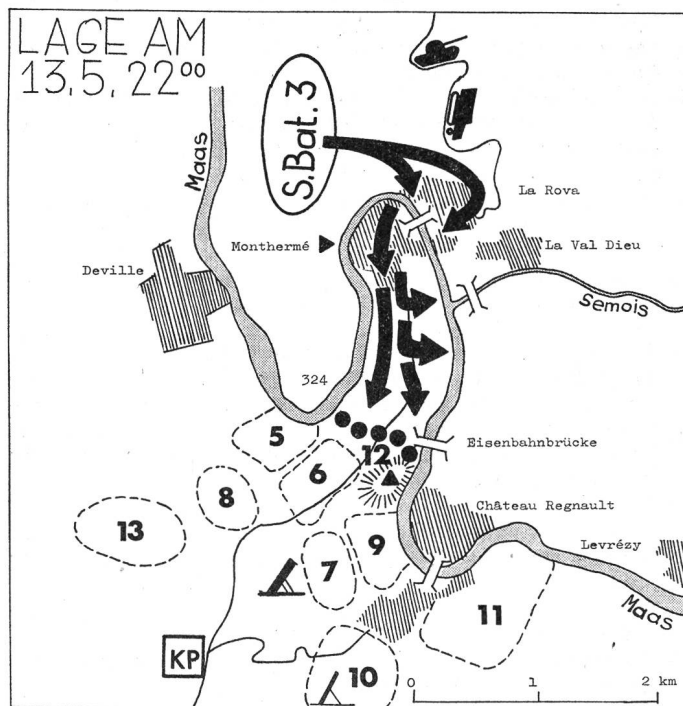 LAGE AM
13.5. 22⁰⁰
Maas
S.Bat. 3
La Rova
Monthermé
La Val Dieu
Deville
Semois
324
5
12
Eisenbahnbrücke
6
8
13
Château Regnault
9
7
Levrézy
11
Maas
KP
10
0 1 2 km